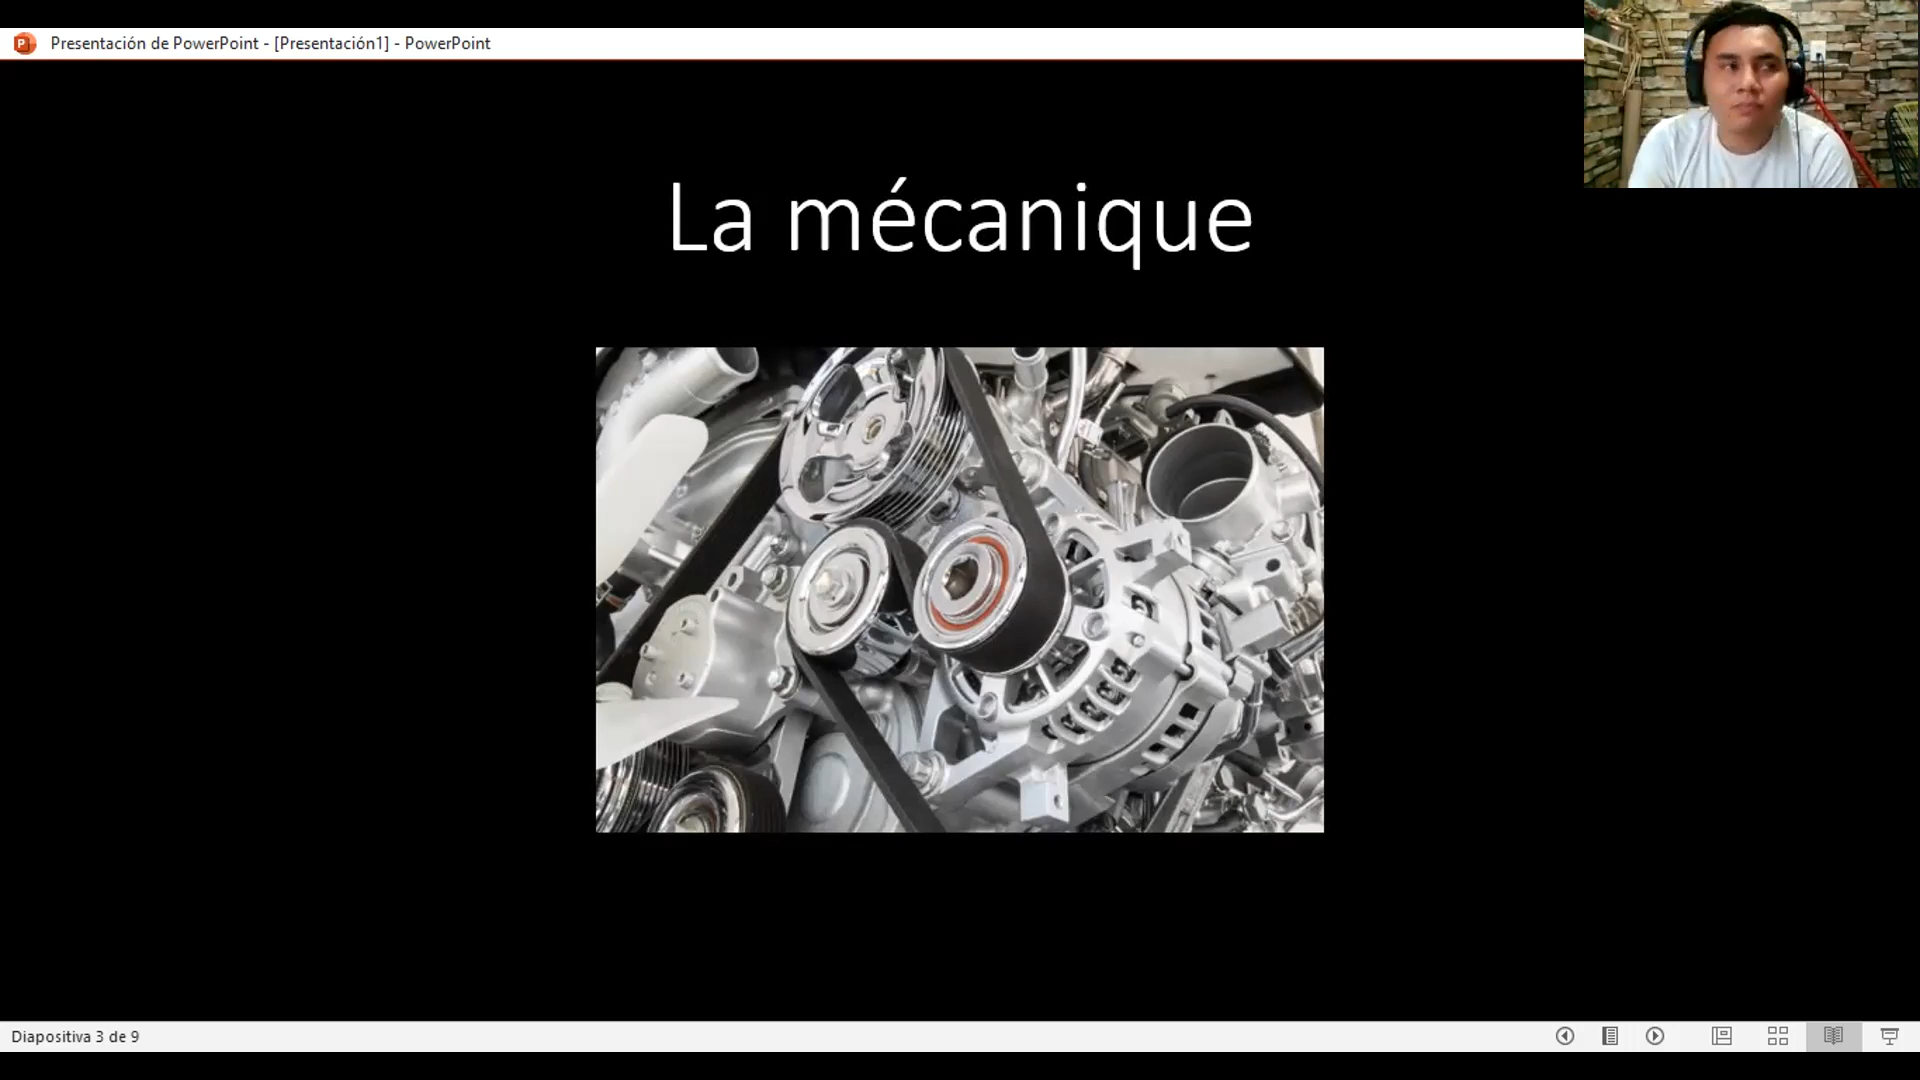 Presentación de PowerPoint - [Presentación1] - PowerPoint
La mécanique
Diapositiva 3 de 9